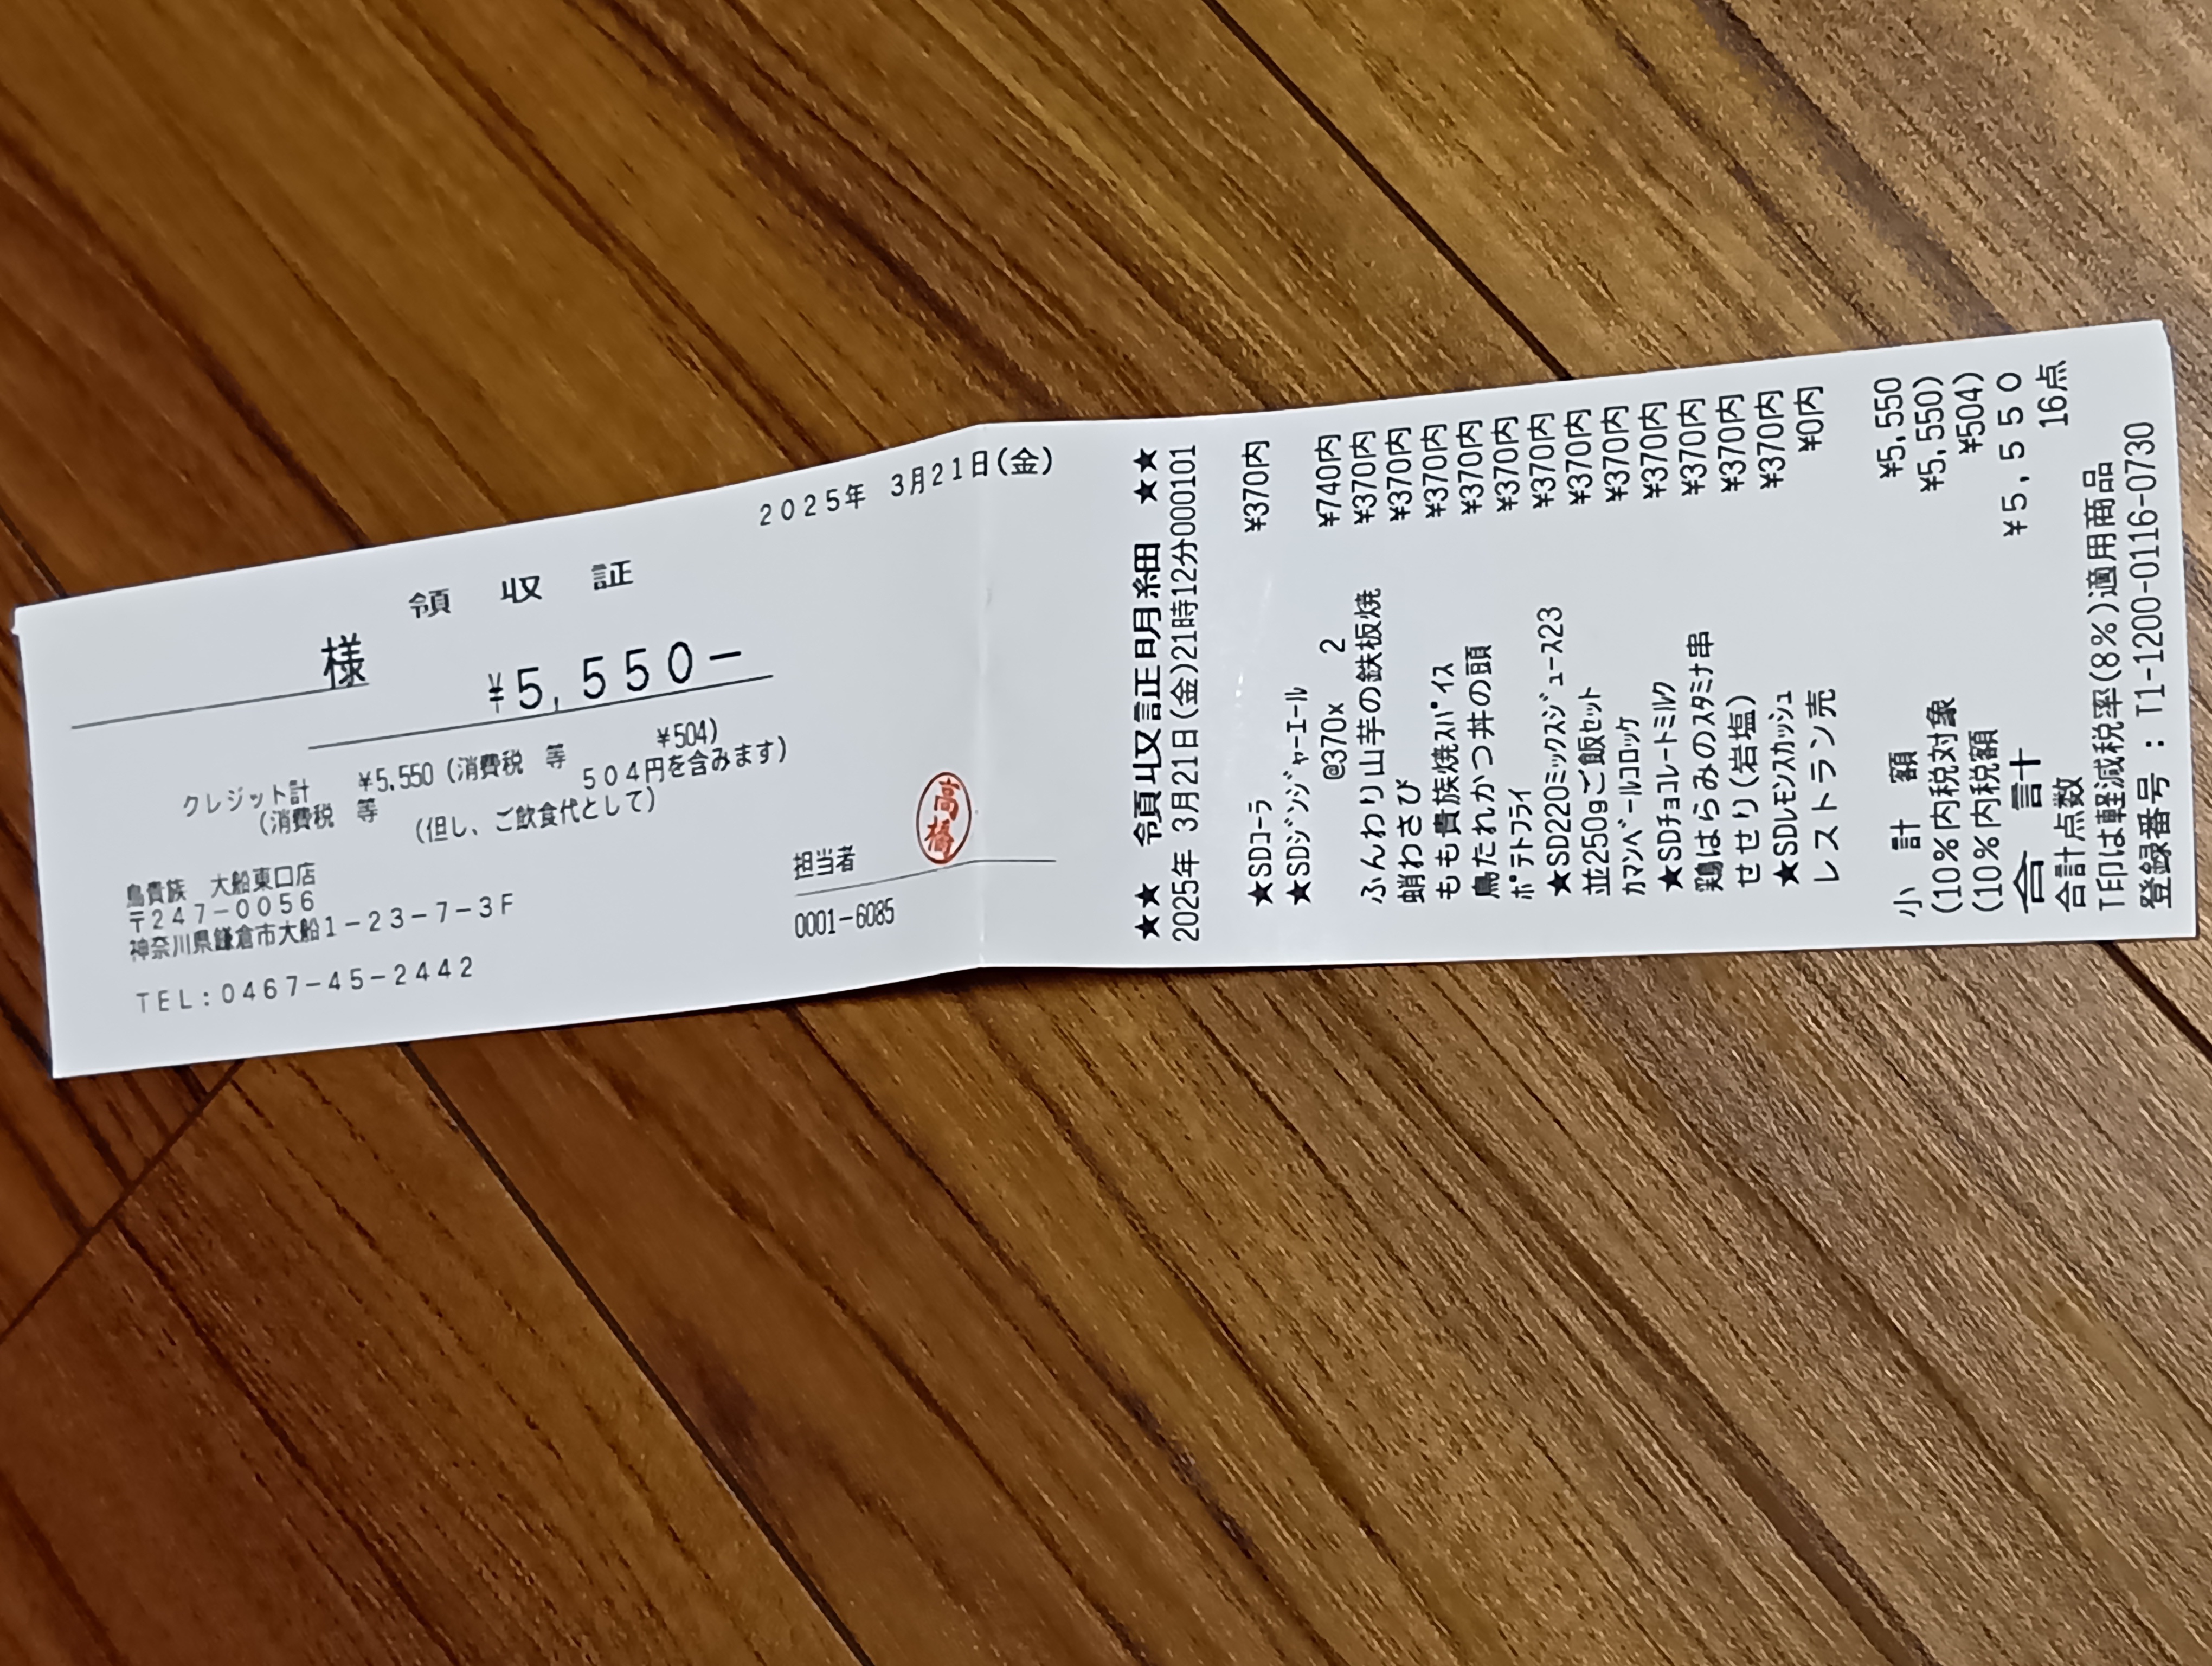 領 収 証
様
¥5,550-
クレジット計 ¥5,550(消費税 等 ¥504)
(消費税 等 504円を含みます)
(但し、ご飲食代として)
鳥貴族 大船東口店
〒247-0056
神奈川県鎌倉市大船1-23-7-3F
TEL:0467-45-2442
2025年 3月21日(金)
担当者
0001-6085
★★ 領収証明細 ★★
2025年 3月21日(金)21時12分000101
★SDコーラ ¥370内
★SDジンジャーエール
@370x 2 ¥740内
ふんわり山芋の鉄板焼 ¥370内
蛸わさび ¥370内
もも貴族焼スパイス ¥370内
鳥たれかつ丼の頭 ¥370内
ポテトフライ ¥370内
★SD220ミックスジュース23 ¥370内
並250gご飯セット ¥370内
カマンベールコロッケ ¥370内
★SDチョコレートミルク ¥370内
鶏はらみのスタミナ串 ¥370内
せせり(岩塩) ¥370内
★SDレモンスカッシュ ¥370内
レストラン売 ¥0内
小 計 額 ¥5,550
(10%内税対象 ¥5,550)
(10%内税額 ¥504)
合 計 ¥5,550
合計点数 16点
T印は軽減税率(8%)適用商品
登録番号:T1-1200-0116-0730